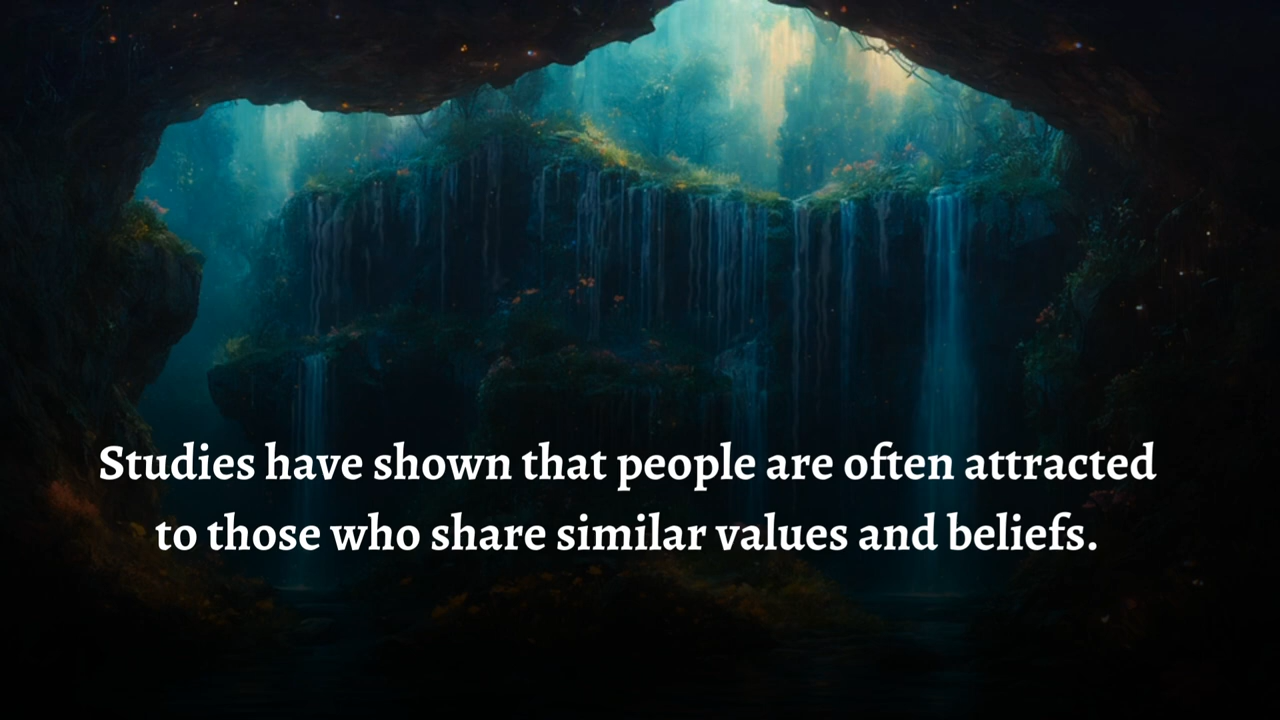 Studies have shown that people are often attracted
to those who share similar values and beliefs.